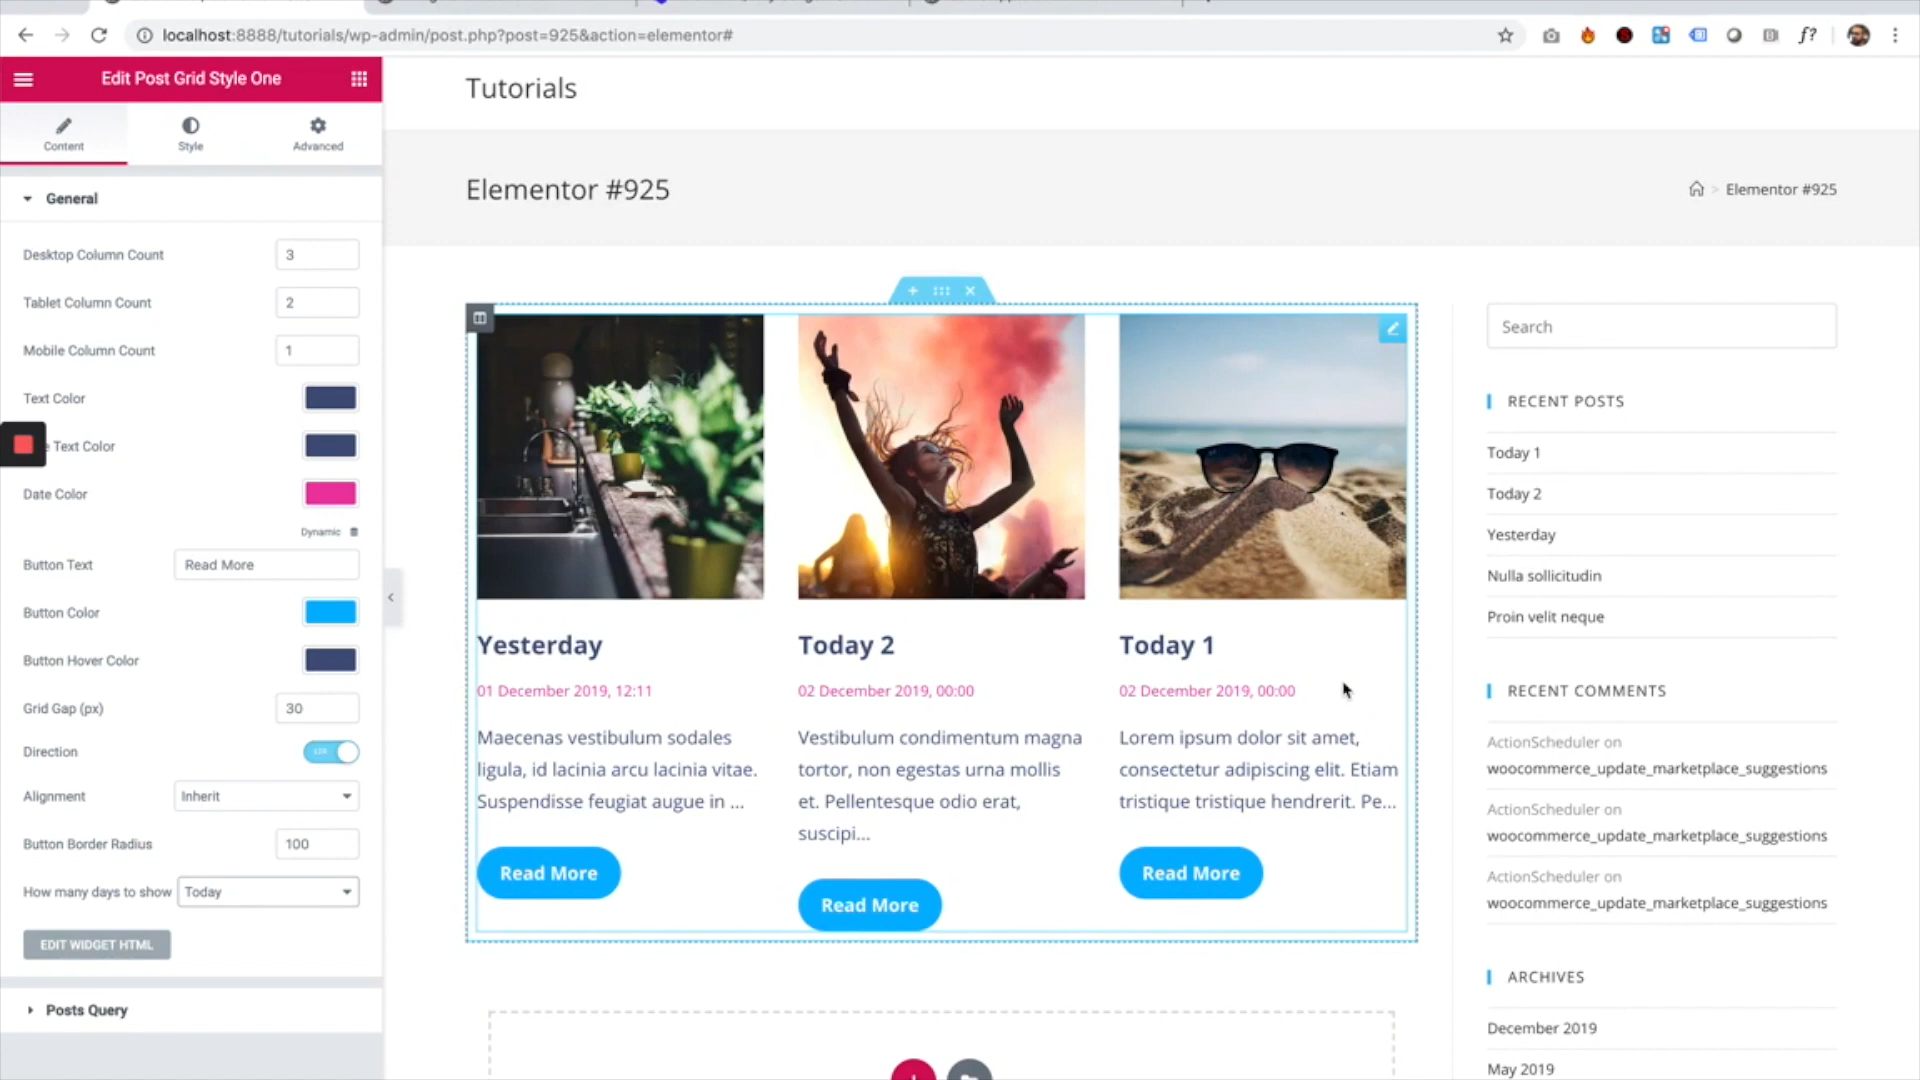 localhost:8888/tutorials/wp-admin/post.php?post=925&action=elementor#
f?
Edit Post Grid Style One
Content
Style
Advanced
General
Desktop Column Count
3
Tablet Column Count
2
Mobile Column Count
1
Text Color
Text Color
Date Color
Dynamic
Button Text
Read More
Button Color
Button Hover Color
Grid Gap (px)
30
Direction
Alignment
Inherit
Button Border Radius
100
How many days to show
Today
EDIT WIDGET HTML
Posts Query
Tutorials
Elementor #925
> Elementor #925
Yesterday
01 December 2019, 12:11
Maecenas vestibulum sodales
ligula, id lacinia arcu lacinia vitae.
Suspendisse feugiat augue in ...
Read More
Today 2
02 December 2019, 00:00
Vestibulum condimentum magna
tortor, non egestas urna mollis
et. Pellentesque odio erat,
suscipi...
Read More
Today 1
02 December 2019, 00:00
Lorem ipsum dolor sit amet,
consectetur adipiscing elit. Etiam
tristique tristique hendrerit. Pe...
Read More
Search
RECENT POSTS
Today 1
Today 2
Yesterday
Nulla sollicitudin
Proin velit neque
RECENT COMMENTS
ActionScheduler on
woocommerce_update_marketplace_suggestions
ActionScheduler on
woocommerce_update_marketplace_suggestions
ActionScheduler on
woocommerce_update_marketplace_suggestions
ARCHIVES
December 2019
May 2019